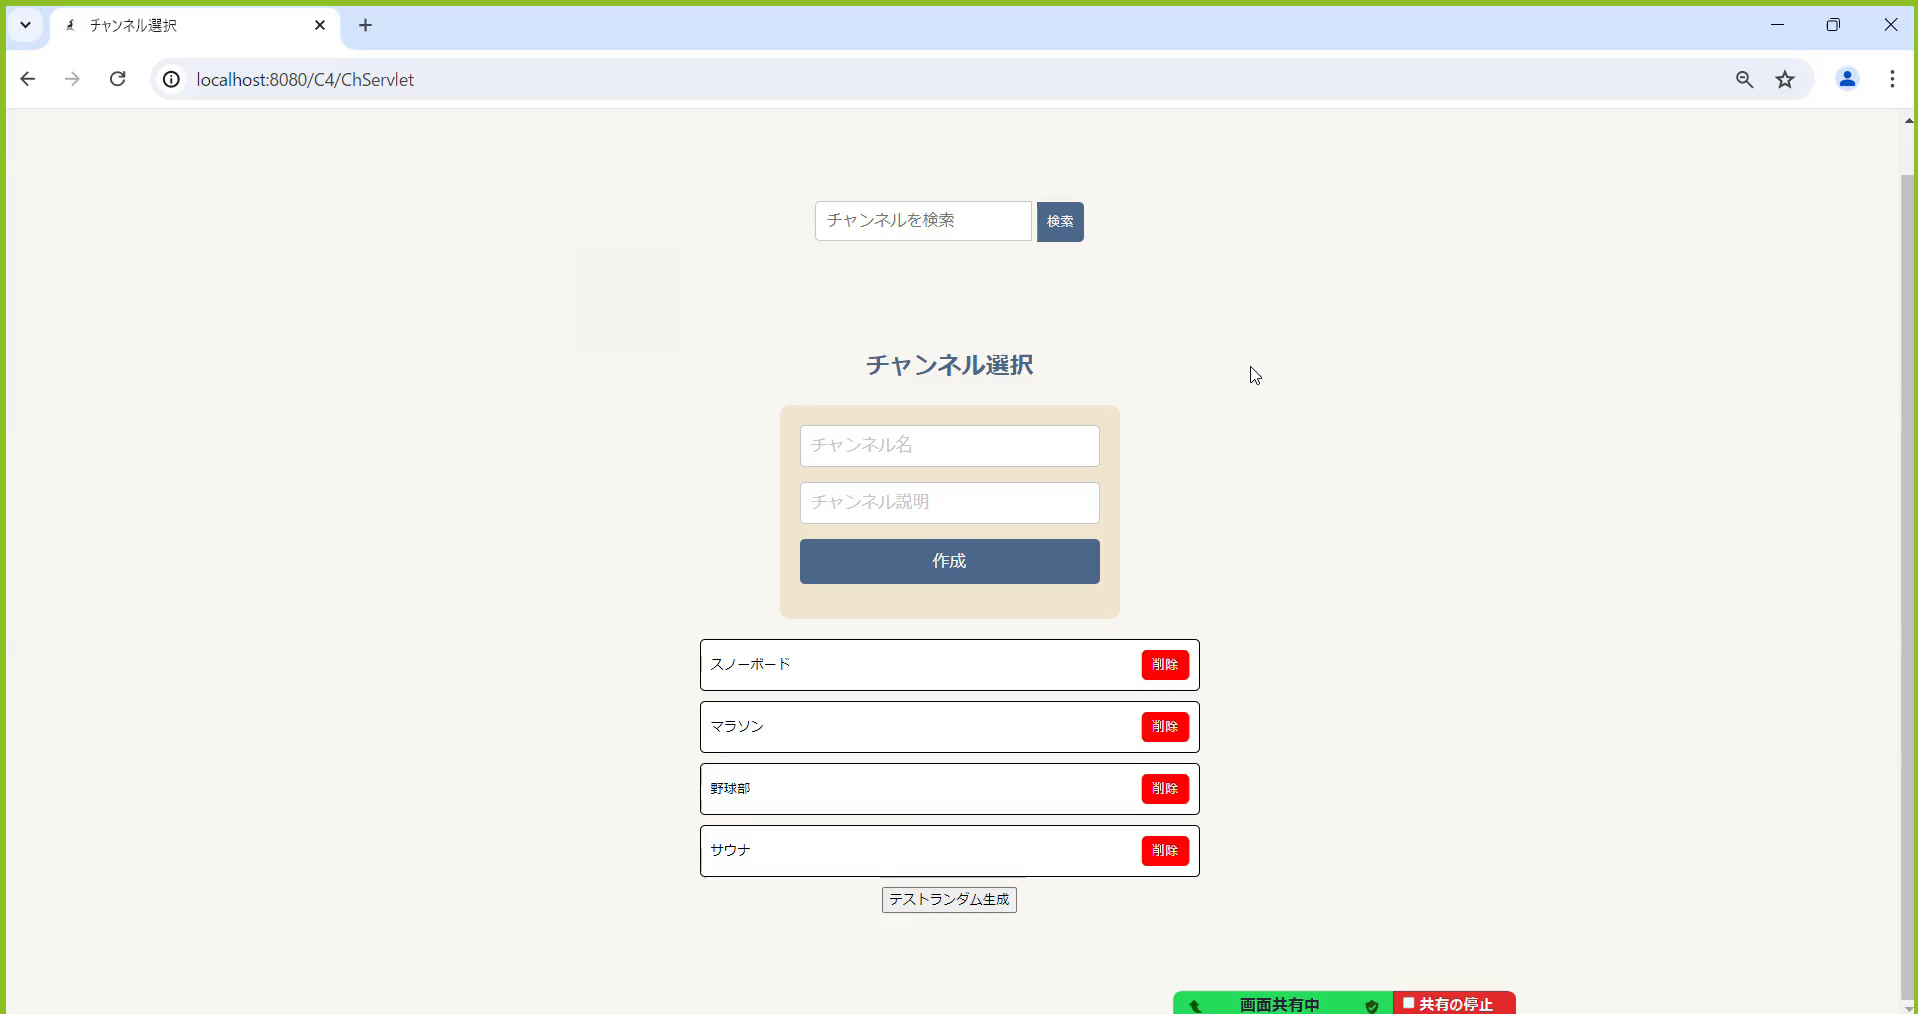 チャンネル選択
localhost:8080/C4/ChServlet
チャンネルを検索
検索
チャンネル選択
チャンネル名
チャンネル説明
作成
スノーボード
削除
マラソン
削除
野球部
削除
サウナ
削除
テストランダム生成
画面共有中
共有の停止